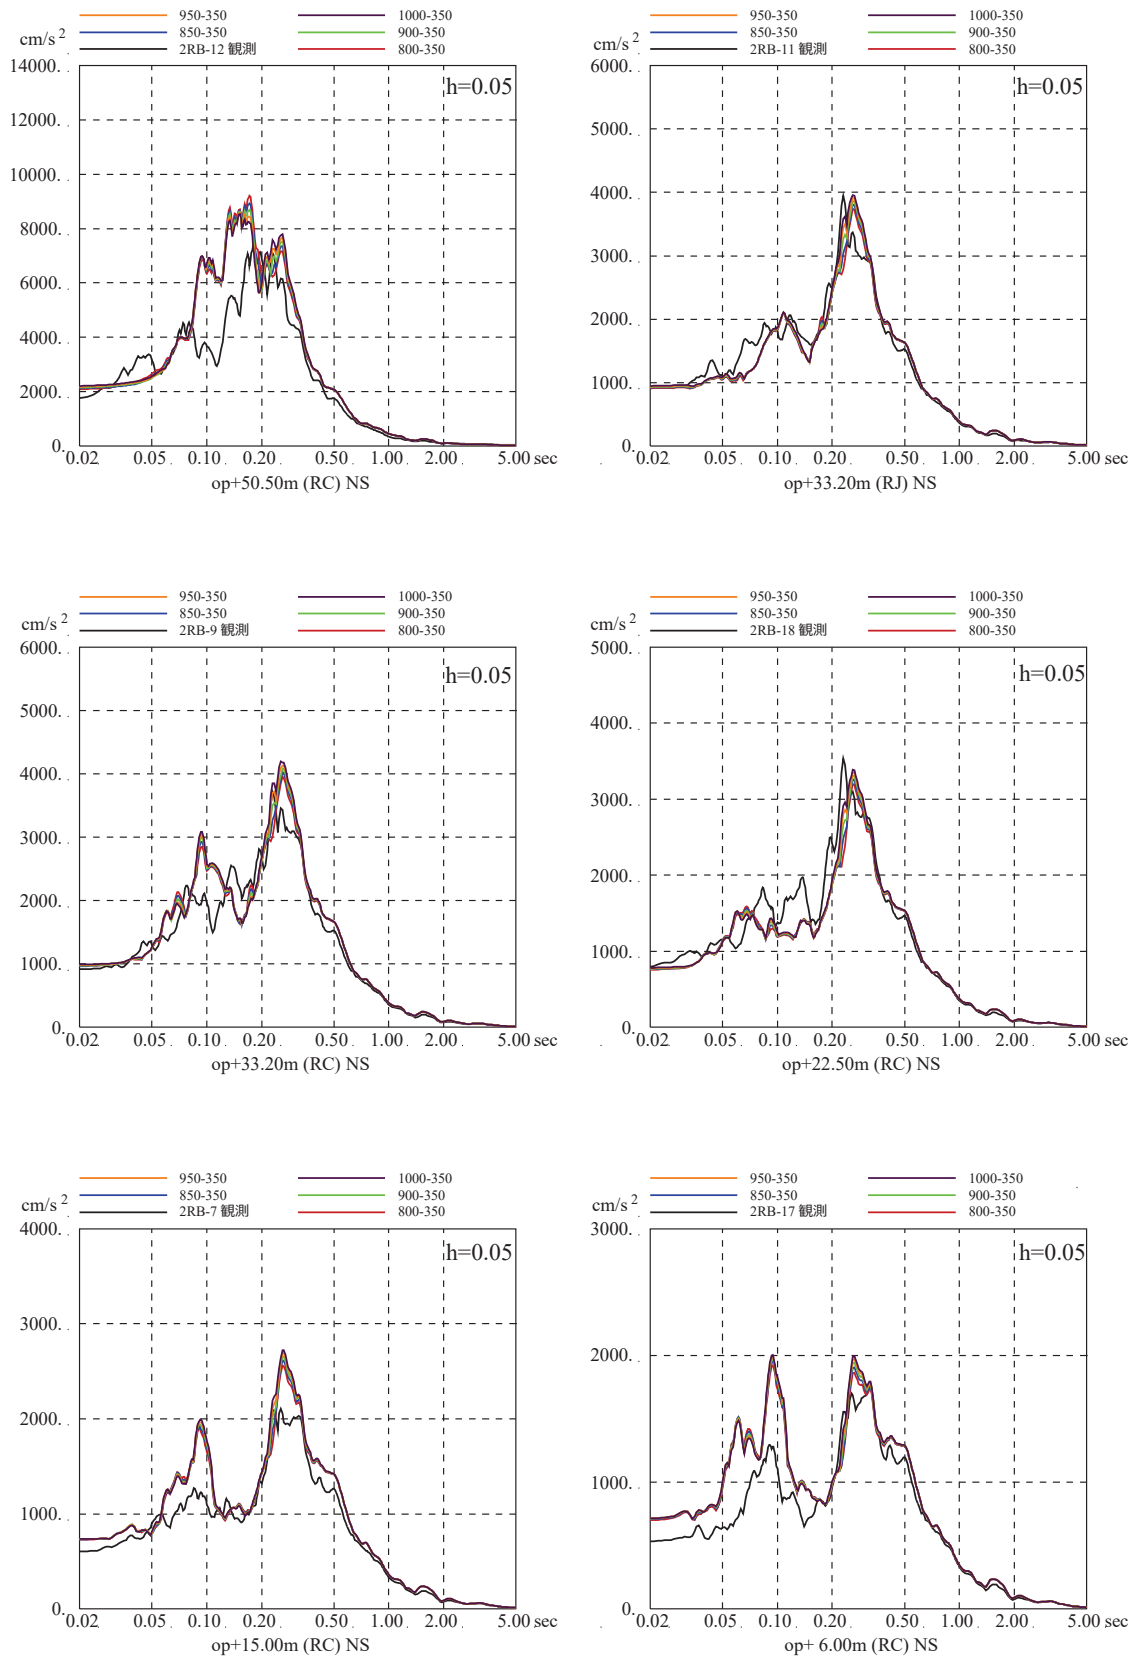 950-350 1000-350
850-350 900-350
2RB-12 観測 800-350
cm/s 2
h=0.05
14000.
12000.
10000.
8000.
6000.
4000.
2000.
0.
0.02 0.05 0.10 0.20 0.50 1.00 2.00 5.00 sec
op+50.50m (RC) NS
950-350 1000-350
850-350 900-350
2RB-11 観測 800-350
cm/s 2
h=0.05
6000.
5000.
4000.
3000.
2000.
1000.
0.
0.02 0.05 0.10 0.20 0.50 1.00 2.00 5.00 sec
op+33.20m (RJ) NS
950-350 1000-350
850-350 900-350
2RB-9 観測 800-350
cm/s 2
h=0.05
6000.
5000.
4000.
3000.
2000.
1000.
0.
0.02 0.05 0.10 0.20 0.50 1.00 2.00 5.00 sec
op+33.20m (RC) NS
950-350 1000-350
850-350 900-350
2RB-18 観測 800-350
cm/s 2
h=0.05
5000.
4000.
3000.
2000.
1000.
0.
0.02 0.05 0.10 0.20 0.50 1.00 2.00 5.00 sec
op+22.50m (RC) NS
950-350 1000-350
850-350 900-350
2RB-7 観測 800-350
cm/s 2
h=0.05
4000.
3000.
2000.
1000.
0.
0.02 0.05 0.10 0.20 0.50 1.00 2.00 5.00 sec
op+15.00m (RC) NS
950-350 1000-350
850-350 900-350
2RB-17 観測 800-350
cm/s 2
h=0.05
3000.
2000.
1000.
0.
0.02 0.05 0.10 0.20 0.50 1.00 2.00 5.00 sec
op+ 6.00m (RC) NS